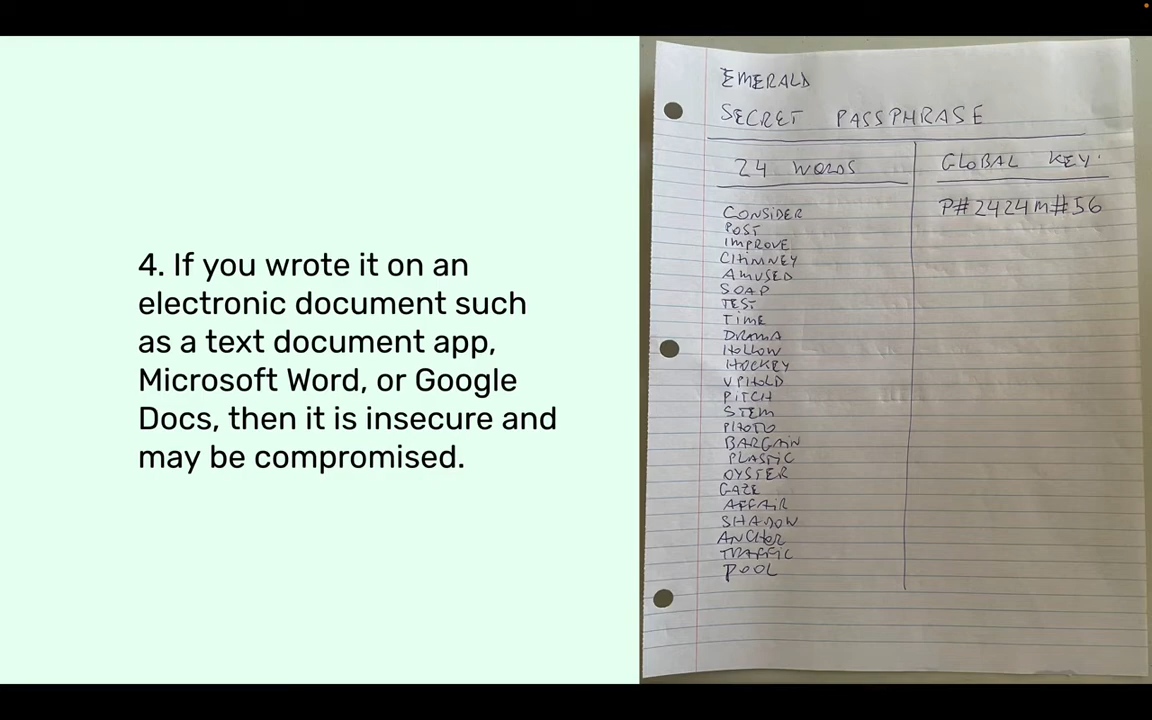 4. If you wrote it on an
electronic document such
as a text document app,
Microsoft Word, or Google
Docs, then it is insecure and
may be compromised.
EMERALD
SECRET PASSPHRASE
24 WORDS
CONSIDER
POST
IMPROVE
CHIMNEY
AMUSED
SOAP
TEST
TIME
DRAMA
HOLLOW
HOCKEY
UPHOLD
PITCH
STEM
PHOTO
BARGAIN
PLASTIC
OYSTER
GAZE
AFFAIR
SHADOW
ANCHOR
TRAFFIC
POOL
GLOBAL KEY.
P#2424M#56